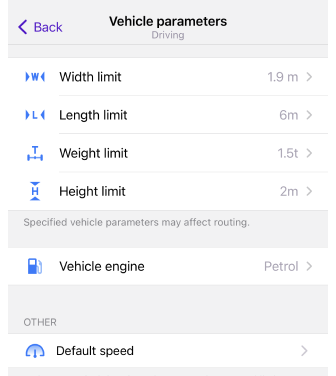 Back
Vehicle parameters
Driving
W Width limit 1.9 m
L Length limit 6m
T Weight limit 1.5t
H Height limit 2m
Specified vehicle parameters may affect routing.
Vehicle engine Petrol
OTHER
Default speed